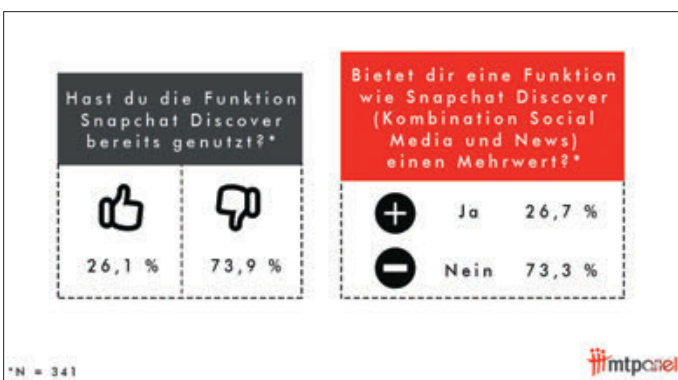 Hast du die Funktion
Snapchat Discover
bereits genutzt?*
26,1 %
73,9 %
Bietet dir eine Funktion
wie Snapchat Discover
(Kombination Social
Media und News)
einen Mehrwert?*
Ja 26,7 %
Nein 73,3 %
*N = 341
mtpanel